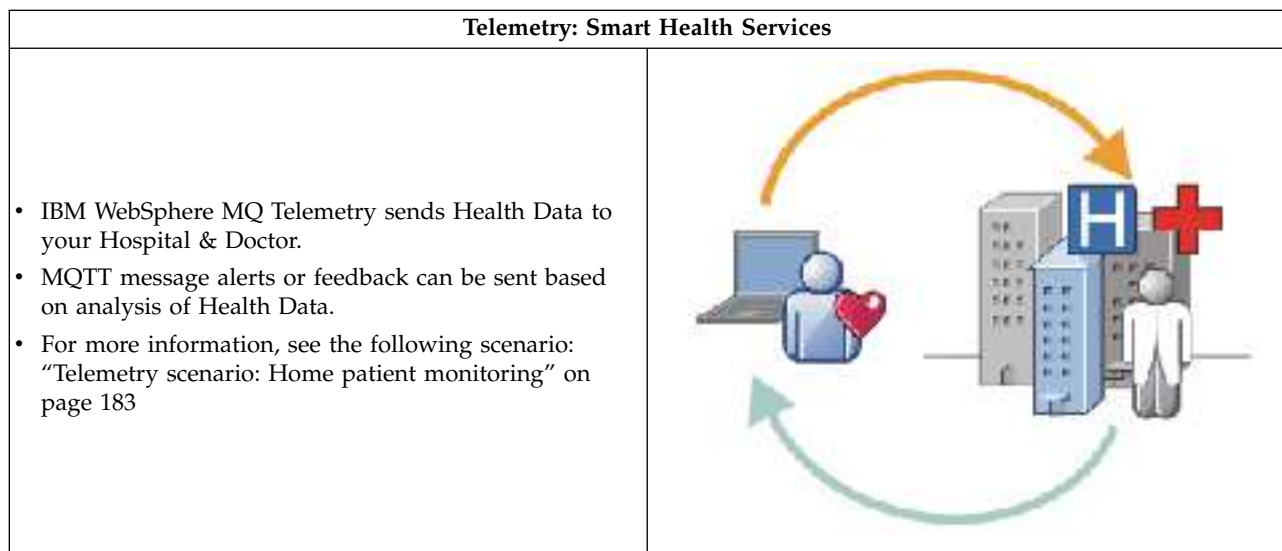 Telemetry: Smart Health Services
• IBM WebSphere MQ Telemetry sends Health Data to
your Hospital & Doctor.
• MQTT message alerts or feedback can be sent based
on analysis of Health Data.
• For more information, see the following scenario:
“Telemetry scenario: Home patient monitoring” on
page 183
H